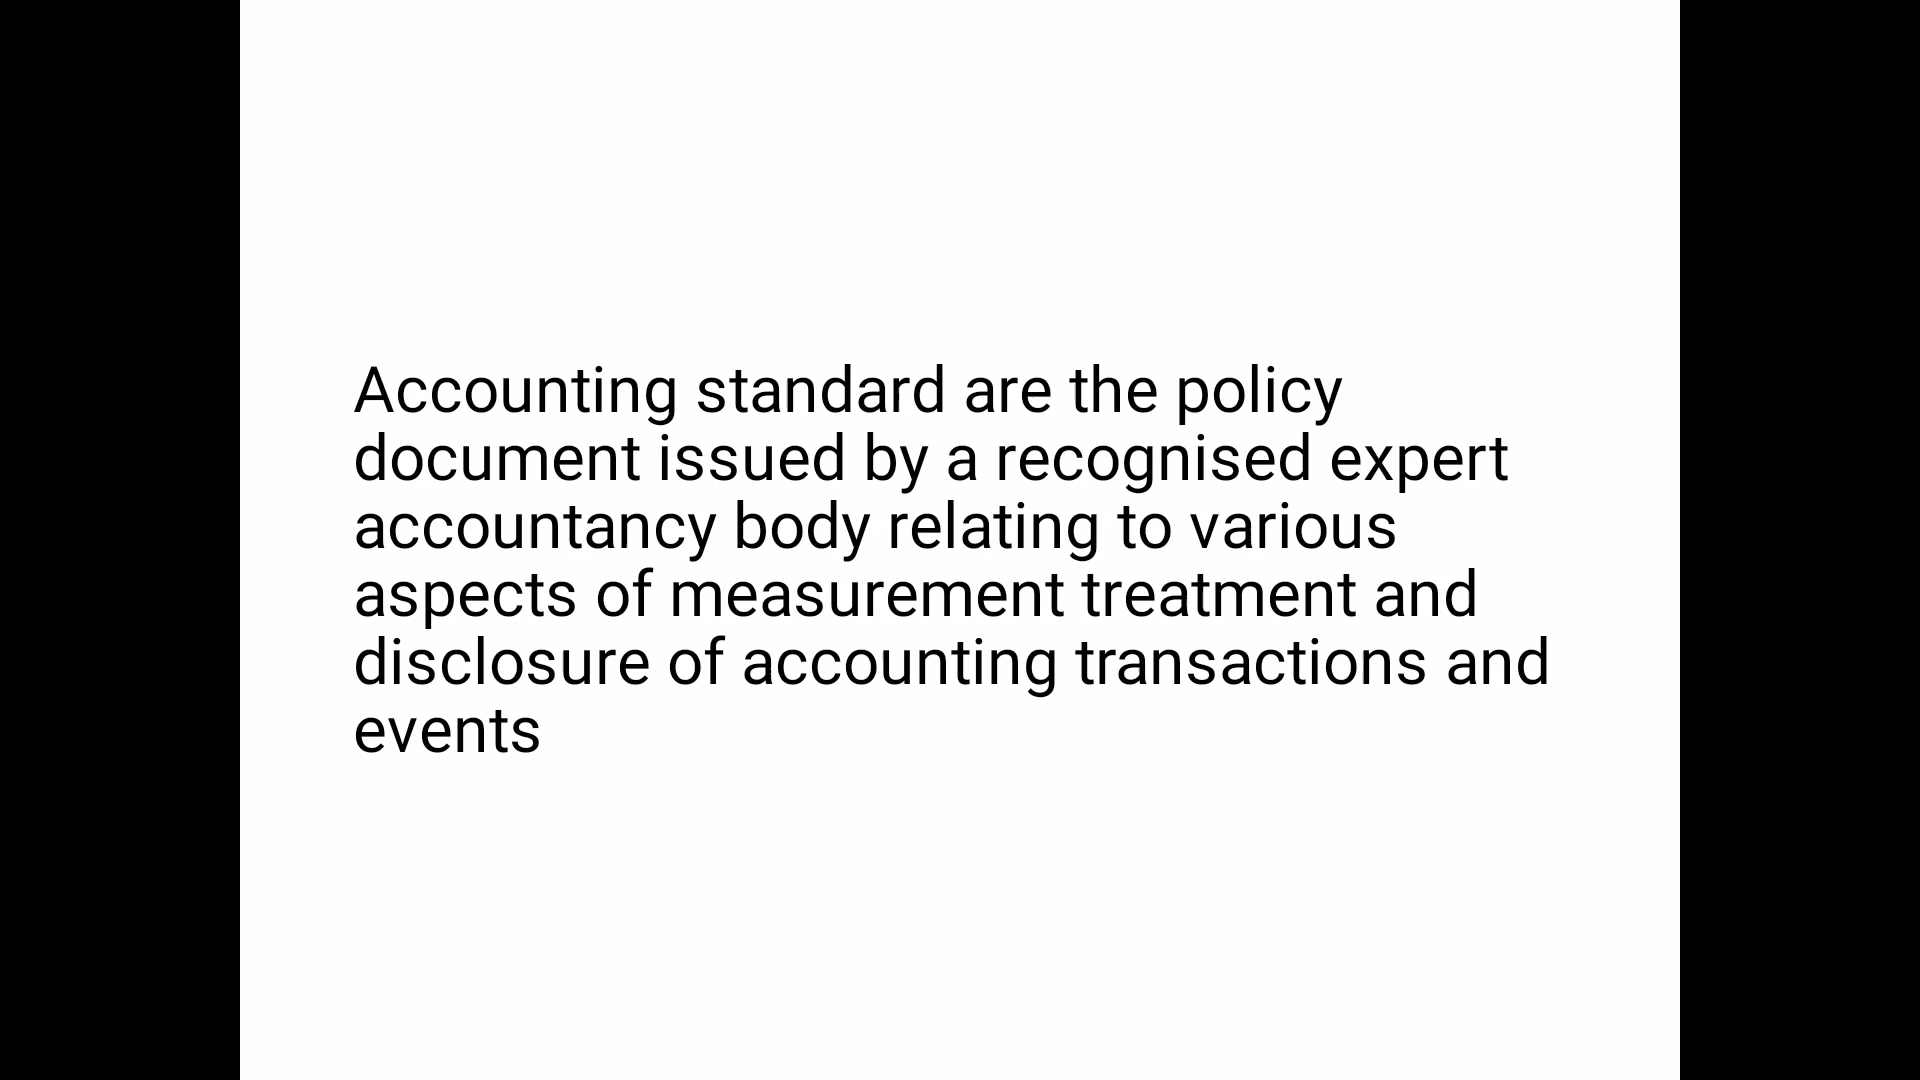 Accounting standard are the policy
document issued by a recognised expert
accountancy body relating to various
aspects of measurement treatment and
disclosure of accounting transactions and
events